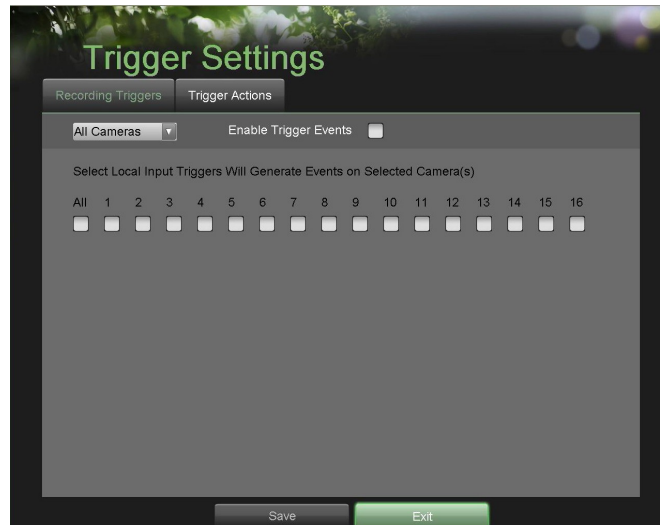 Trigger Settings
Recording Triggers Trigger Actions
All Cameras Enable Trigger Events
Select Local Input Triggers Will Generate Events on Selected Camera(s)
All 1 2 3 4 5 6 7 8 9 10 11 12 13 14 15 16
Save Exit